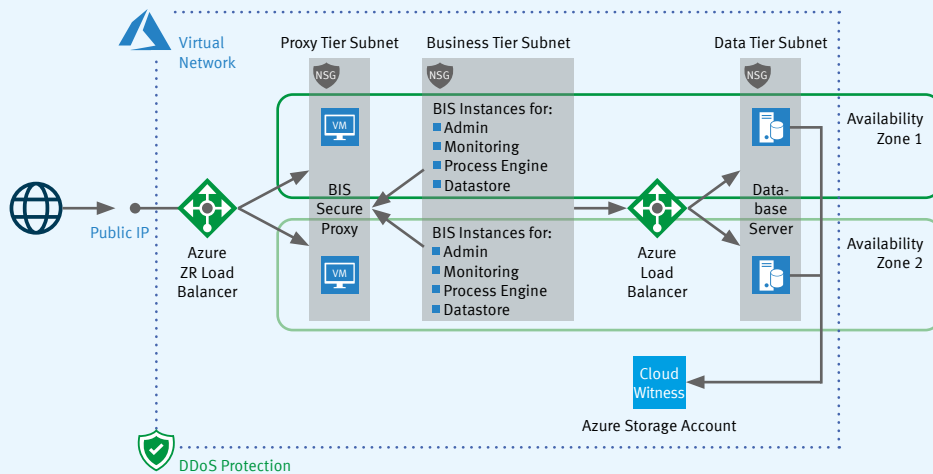 Virtual
Network
Proxy Tier Subnet
Business Tier Subnet
Data Tier Subnet
NSG
NSG
NSG
VM
BIS
Secure
Proxy
VM
BIS Instances for:
Admin
Monitoring
Process Engine
Datastore
BIS Instances for:
Admin
Monitoring
Process Engine
Datastore
Data-
base
Server
Availability
Zone 1
Availability
Zone 2
Public IP
Azure
ZR Load
Balancer
Azure
Load
Balancer
Cloud
Witness
Azure Storage Account
DDoS Protection